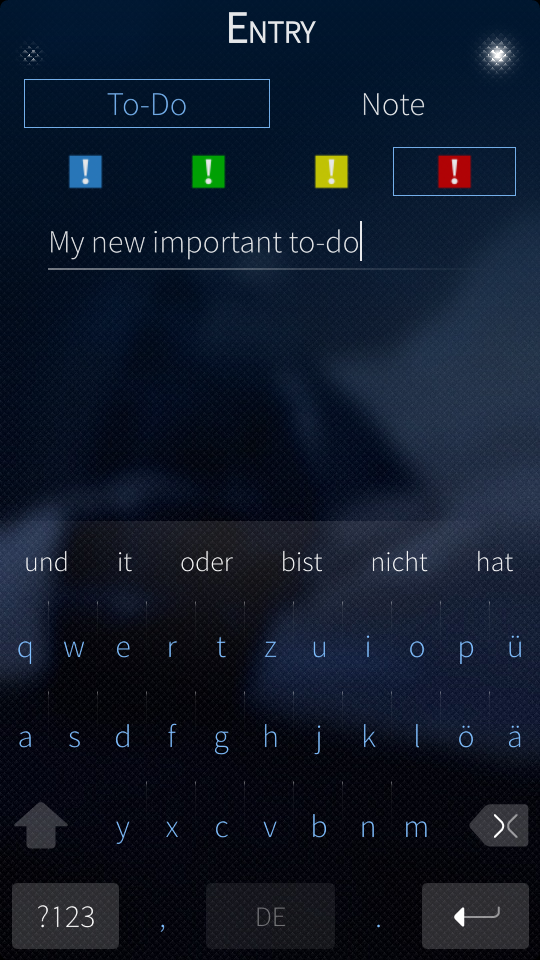 ENTRY
To-Do Note
! ! ! !
My new important to-do
und it oder bist nicht hat
q w e r t z u i o p ü
a s d f g h j k l ö ä
y x c v b n m
?123 , DE .